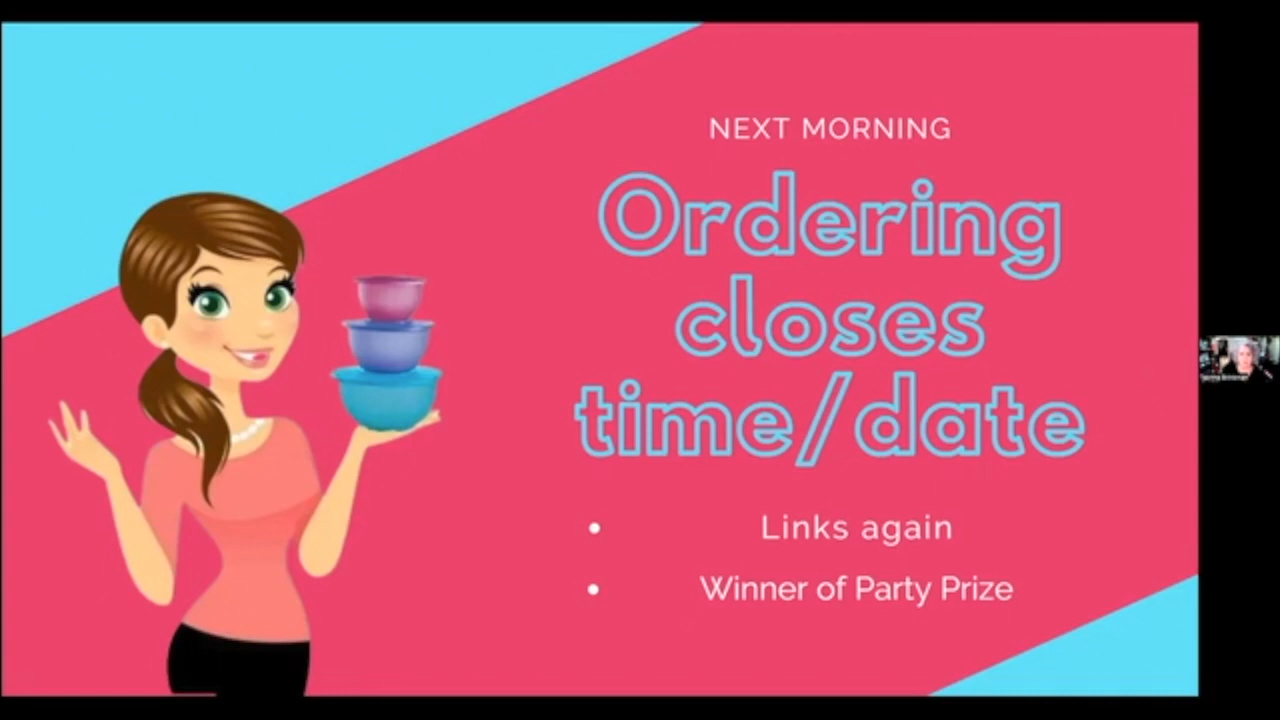 NEXT MORNING
Ordering
closes
time/date
• Links again
• Winner of Party Prize